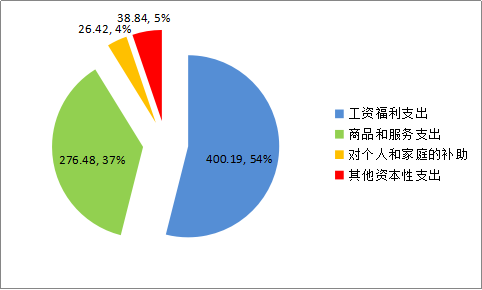 38.84, 5%
26.42, 4%
276.48, 37%
400.19, 54%
工资福利支出
商品和服务支出
对个人和家庭的补助
其他资本性支出